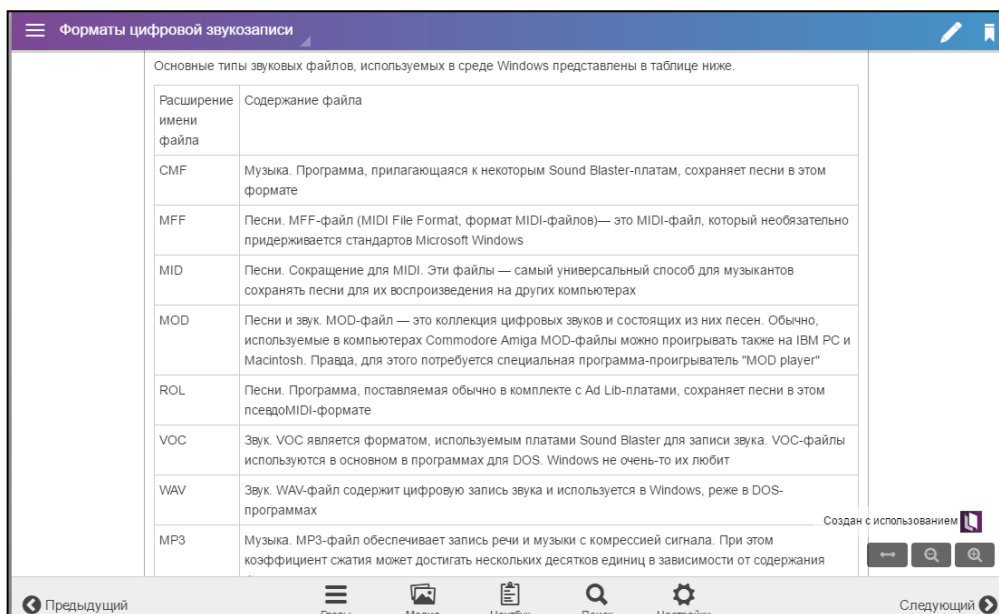 Форматы цифровой звукозаписи
Основные типы звуковых файлов, используемых в среде Windows представлены в таблице ниже.
Расширение имени файла
Содержание файла
CMF
Музыка. Программа, прилагающаяся к некоторым Sound Blaster-платам, сохраняет песни в этом
формате
MFF
Песни. MFF-файл (MIDI File Format, формат MIDI-файлов)— это MIDI-файл, который необязательно
придерживается стандартов Microsoft Windows
MID
Песни. Сокращение для MIDI. Эти файлы — самый универсальный способ для музыкантов
сохранять песни для их воспроизведения на других компьютерах
MOD
Песни и звук. MOD-файл — это коллекция цифровых звуков и состоящих из них песен. Обычно,
используемые в компьютерах Commodore Amiga MOD-файлы можно проигрывать также на IBM PC и
Macintosh. Правда, для этого потребуется специальная программа-проигрыватель "MOD player"
ROL
Песни. Программа, поставляемая обычно в комплекте с Ad Lib-платами, сохраняет песни в этом
псевдоMIDI-формате
VOC
Звук. VOC является форматом, используемым платами Sound Blaster для записи звука. VOC-файлы
используются в основном в программах для DOS. Windows не очень-то их любит
WAV
Звук. WAV-файл содержит цифровую запись звука и используется в Windows, реже в DOS-
программах
Создан с использованием
MP3
Музыка. MP3-файл обеспечивает запись речи и музыки с комрессией сигнала. При этом
коэффициент сжатия может достигать нескольких десятков единиц в зависимости от содержания
Предыдущий
Следующий